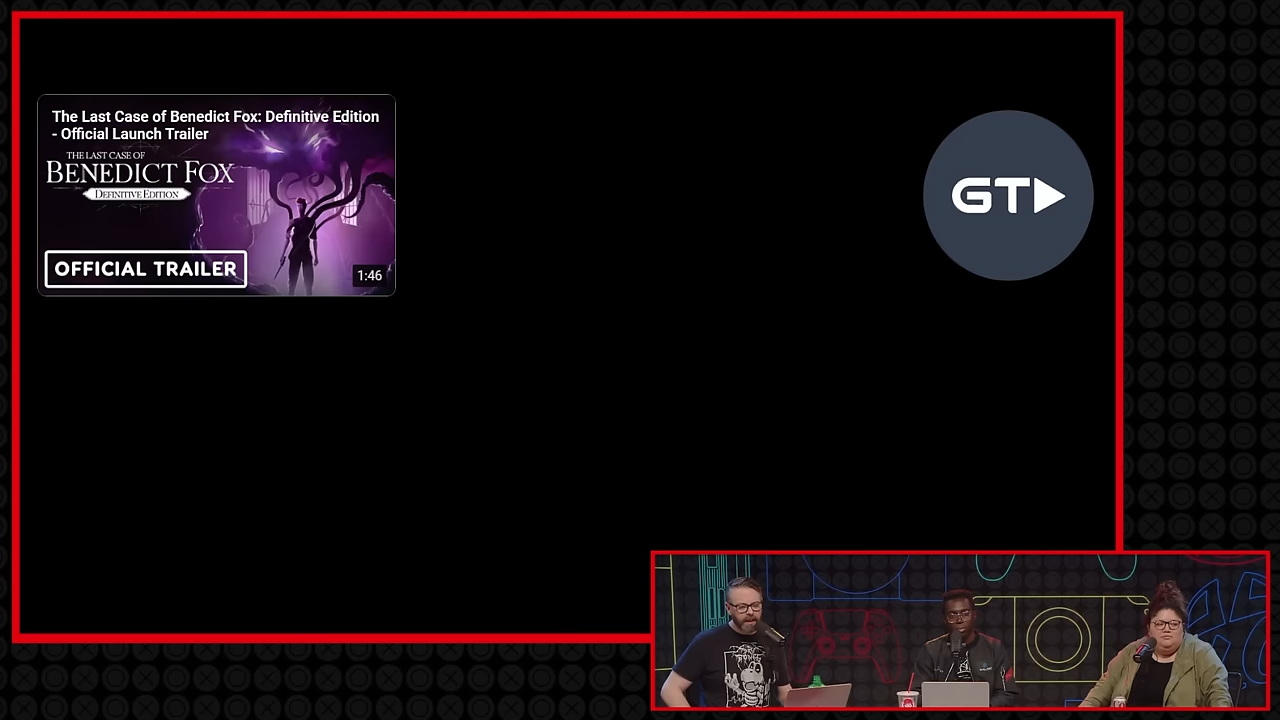 The Last Case of Benedict Fox: Definitive Edition
- Official Launch Trailer
THE LAST CASE OF
BENEDICT FOX
DEFINITIVE EDITION
OFFICIAL TRAILER
1:46
GT